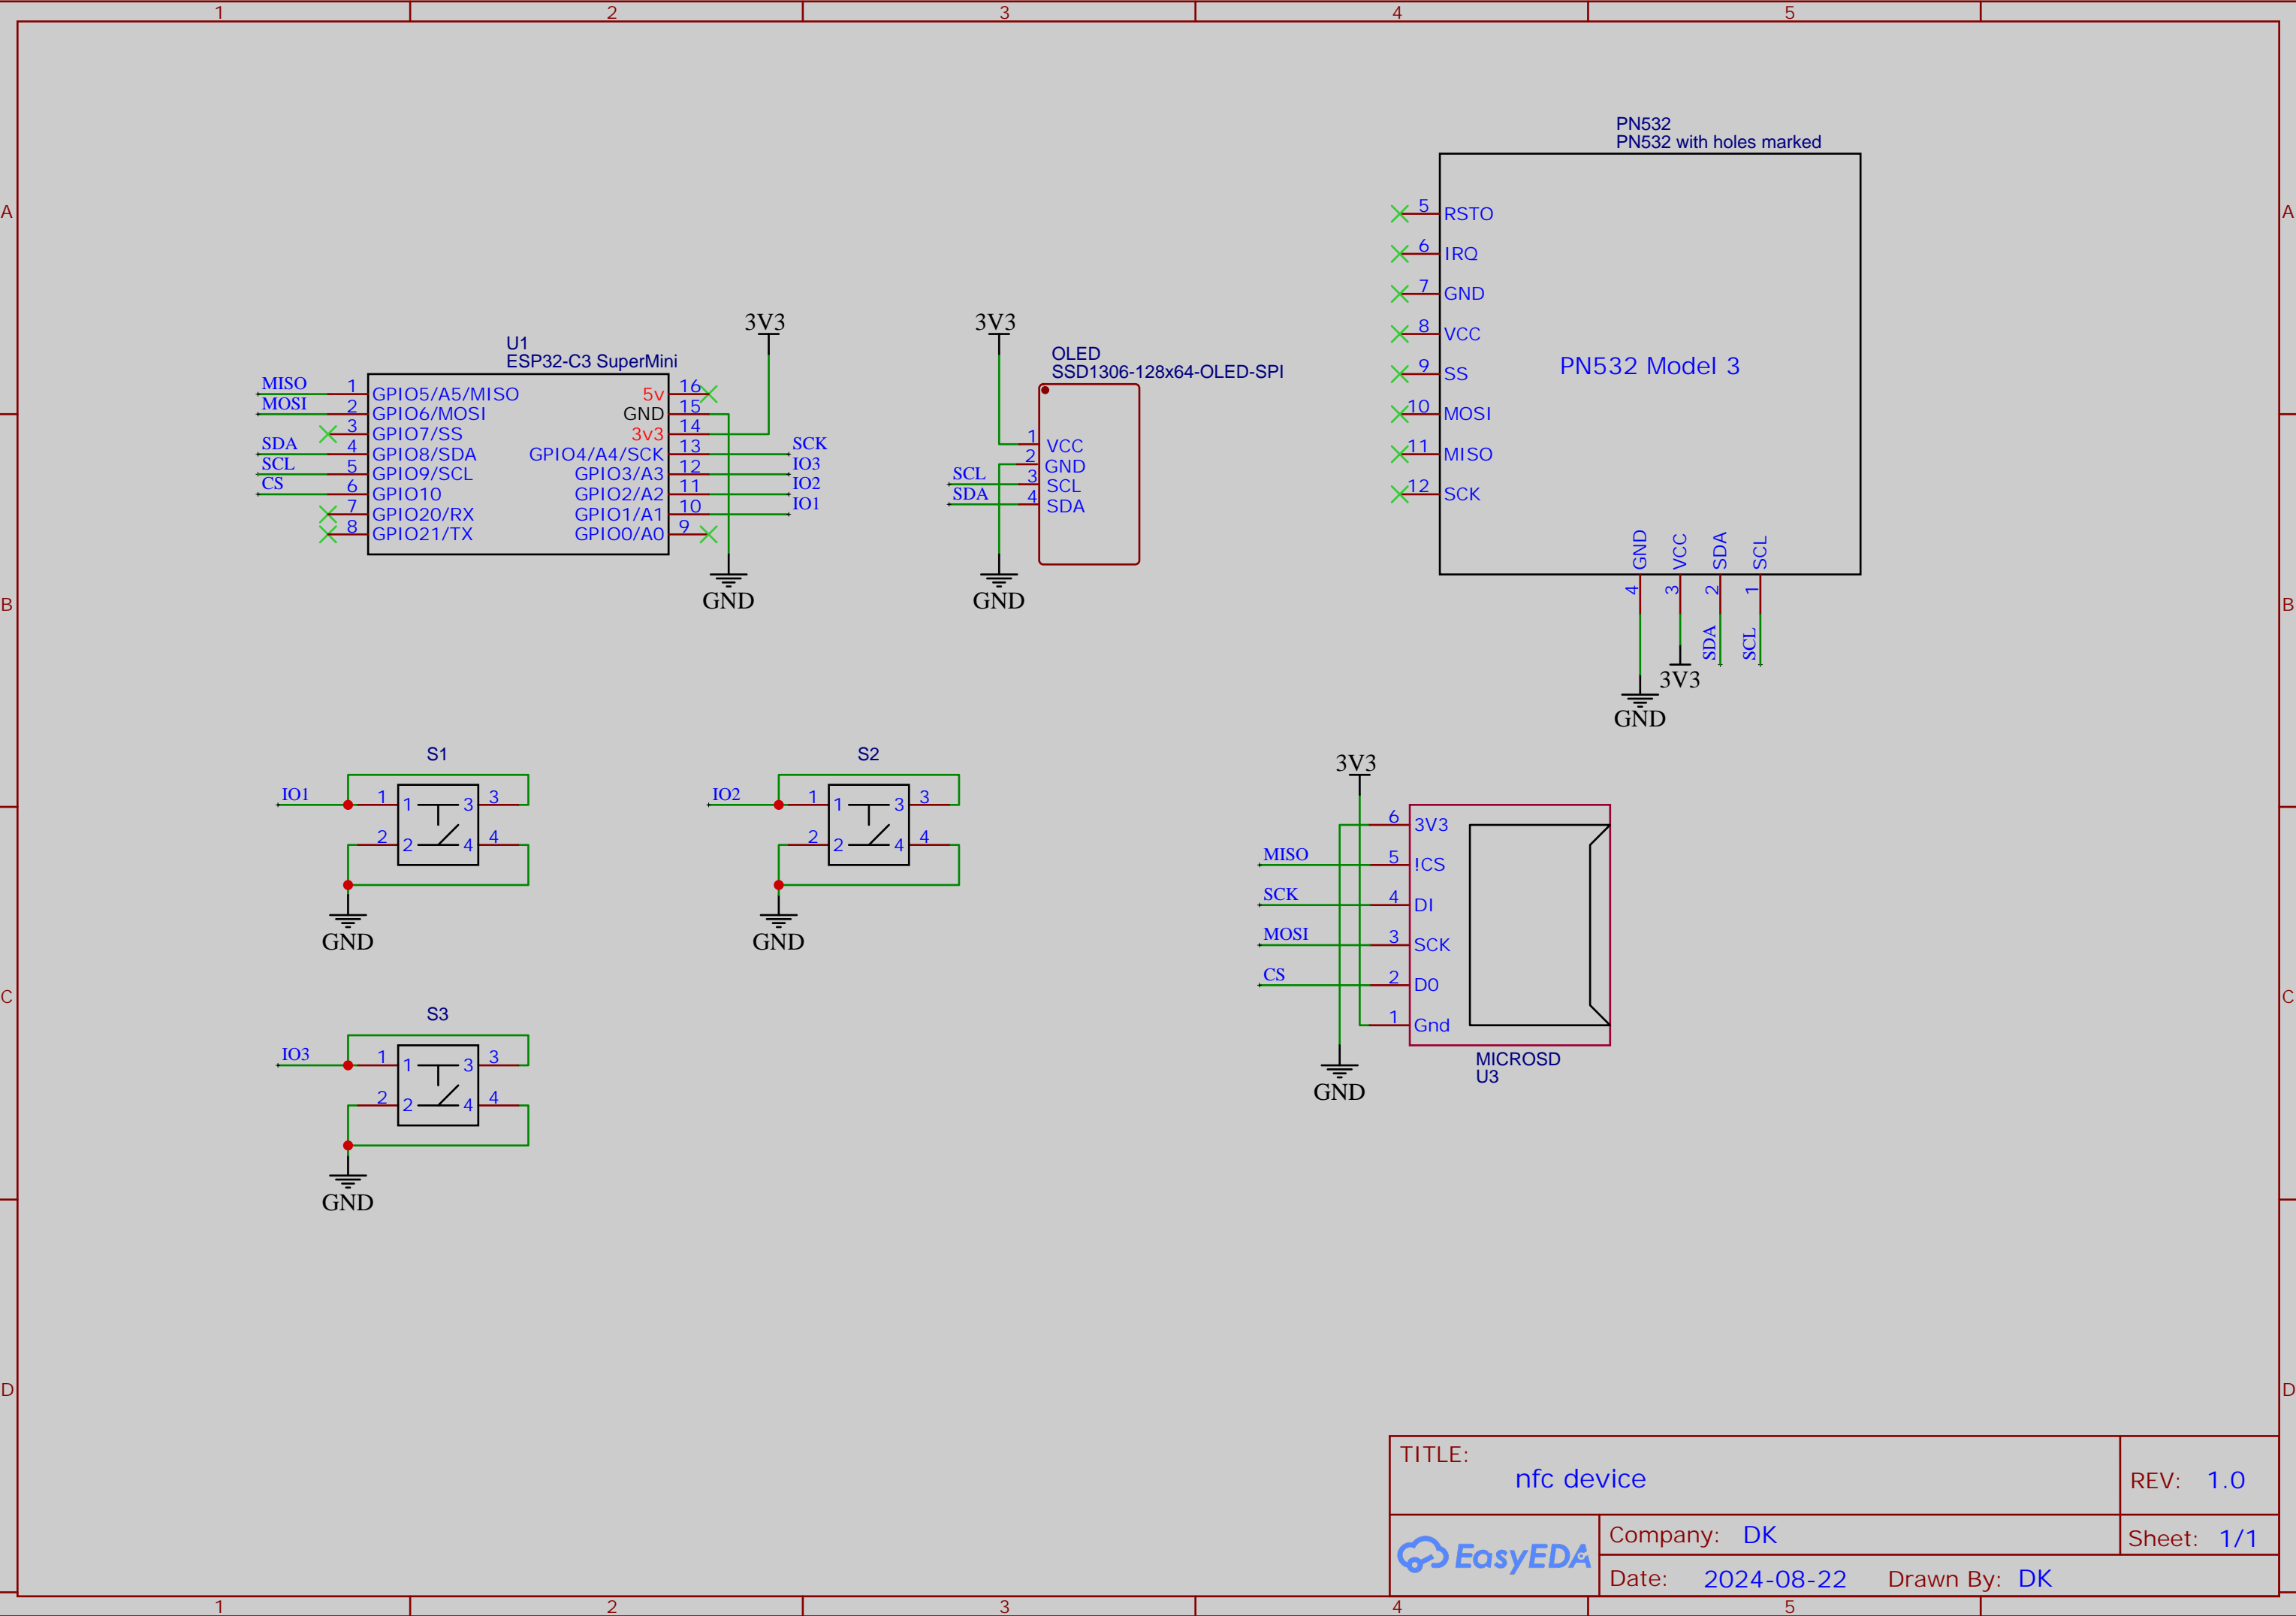 1 2 3 4 5
A A
B B
C C
D D
PN532
PN532 with holes marked
5 RSTO
6 IRQ
7 GND
8 VCC
9 SS
10 MOSI
11 MISO
12 SCK
PN532 Model 3
GND VCC SDA SCL
4 3 2 1
SDA SCL
3V3
GND
3V3
U1
ESP32-C3 SuperMini
MISO 1 GPIO5/A5/MISO 5v 16
MOSI 2 GPIO6/MOSI GND 15
3 GPIO7/SS 3v3 14
SDA 4 GPIO8/SDA GPIO4/A4/SCK 13 SCK
SCL 5 GPIO9/SCL GPIO3/A3 12 IO3
CS 6 GPIO10 GPIO2/A2 11 IO2
7 GPIO20/RX GPIO1/A1 10 IO1
8 GPIO21/TX GPIO0/A0 9
GND
3V3
OLED
SSD1306-128x64-OLED-SPI
1 VCC
2 GND
SCL 3 SCL
SDA 4 SDA
GND
S1
IO1 1 1 3 3
2 2 4 4
GND
S2
IO2 1 1 3 3
2 2 4 4
GND
S3
IO3 1 1 3 3
2 2 4 4
GND
3V3
6 3V3
MISO 5 !CS
SCK 4 DI
MOSI 3 SCK
CS 2 D0
1 Gnd
MICROSD
U3
GND
TITLE:
nfc device
REV: 1.0
EasyEDA
Company: DK
Sheet: 1/1
Date: 2024-08-22 Drawn By: DK
1 2 3 4 5